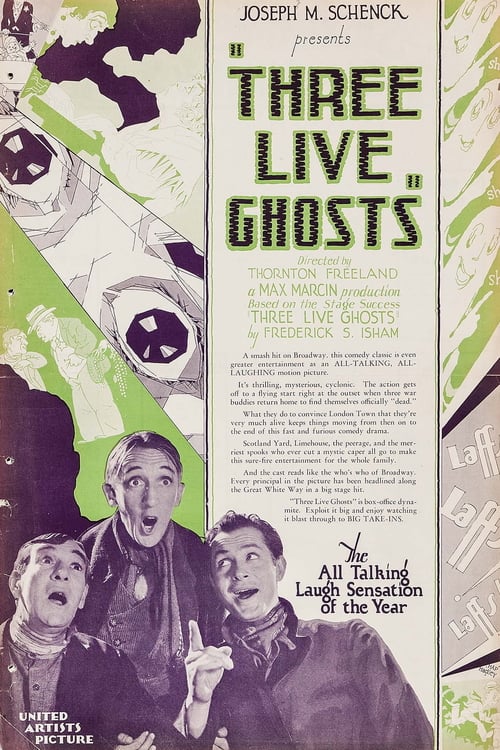 JOSEPH M. SCHENCK
presents
"THREE
LIVE
GHOSTS"
Directed by
THORNTON FREELAND
a MAX MARCIN production
Based on the Stage Success
"THREE LIVE GHOSTS"
by FREDERICK S. ISHAM
A smash hit on Broadway, this comedy classic is even
greater entertainment as an ALL-TALKING, ALL-
LAUGHING motion picture.
It's thrilling, mysterious, cyclonic. The action gets
off to a flying start right at the outset when three war
buddies return home to find themselves officially "dead."
What they do to convince London Town that they're
very much alive keeps things moving from then on to
the end of this fast and furious comedy drama.
Scotland Yard, Limehouse, the peerage, and the mer-
riest spooks who ever cut a mystic caper all go to make
this sure-fire entertainment for the whole family.
And the cast reads like the who's who of Broadway.
Every principal in the picture has been headlined along
the Great White Way in a big stage hit.
"Three Live Ghosts" is box-office dyna-
mite. Exploit it big and enjoy watching
it blast through to BIG TAKE-INS.
The
All Talking
Laugh Sensation
of the Year
UNITED
ARTISTS
PICTURE
Laff
Laff
Laff